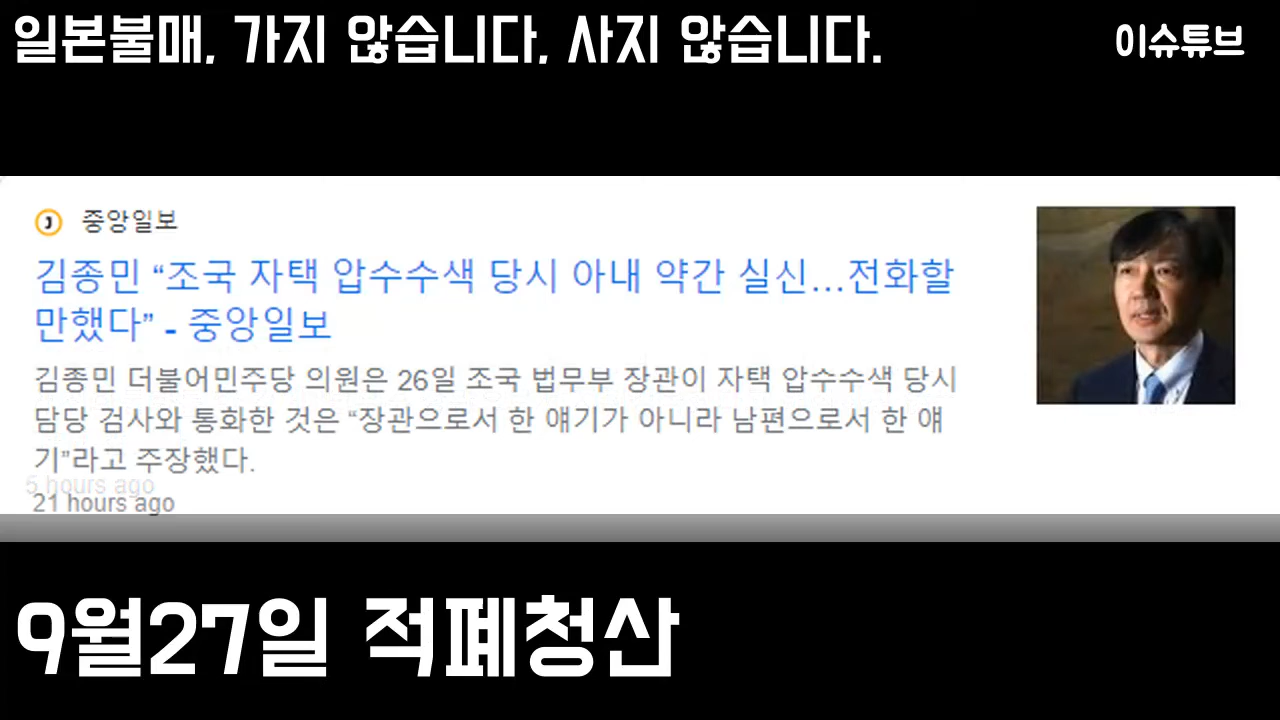 일본불매, 가지 않습니다, 사지 않습니다.
이슈튜브
중앙일보
김종민 “조국 자택 압수수색 당시 아내 약간 실신…전화할
만했다” - 중앙일보
김종민 더불어민주당 의원은 26일 조국 법무부 장관이 자택 압수수색 당시
담당 검사와 통화한 것은 “장관으로서 한 얘기가 아니라 남편으로서 한 얘
기”라고 주장했다.
5 hours ago
21 hours ago
9월27일 적폐청산